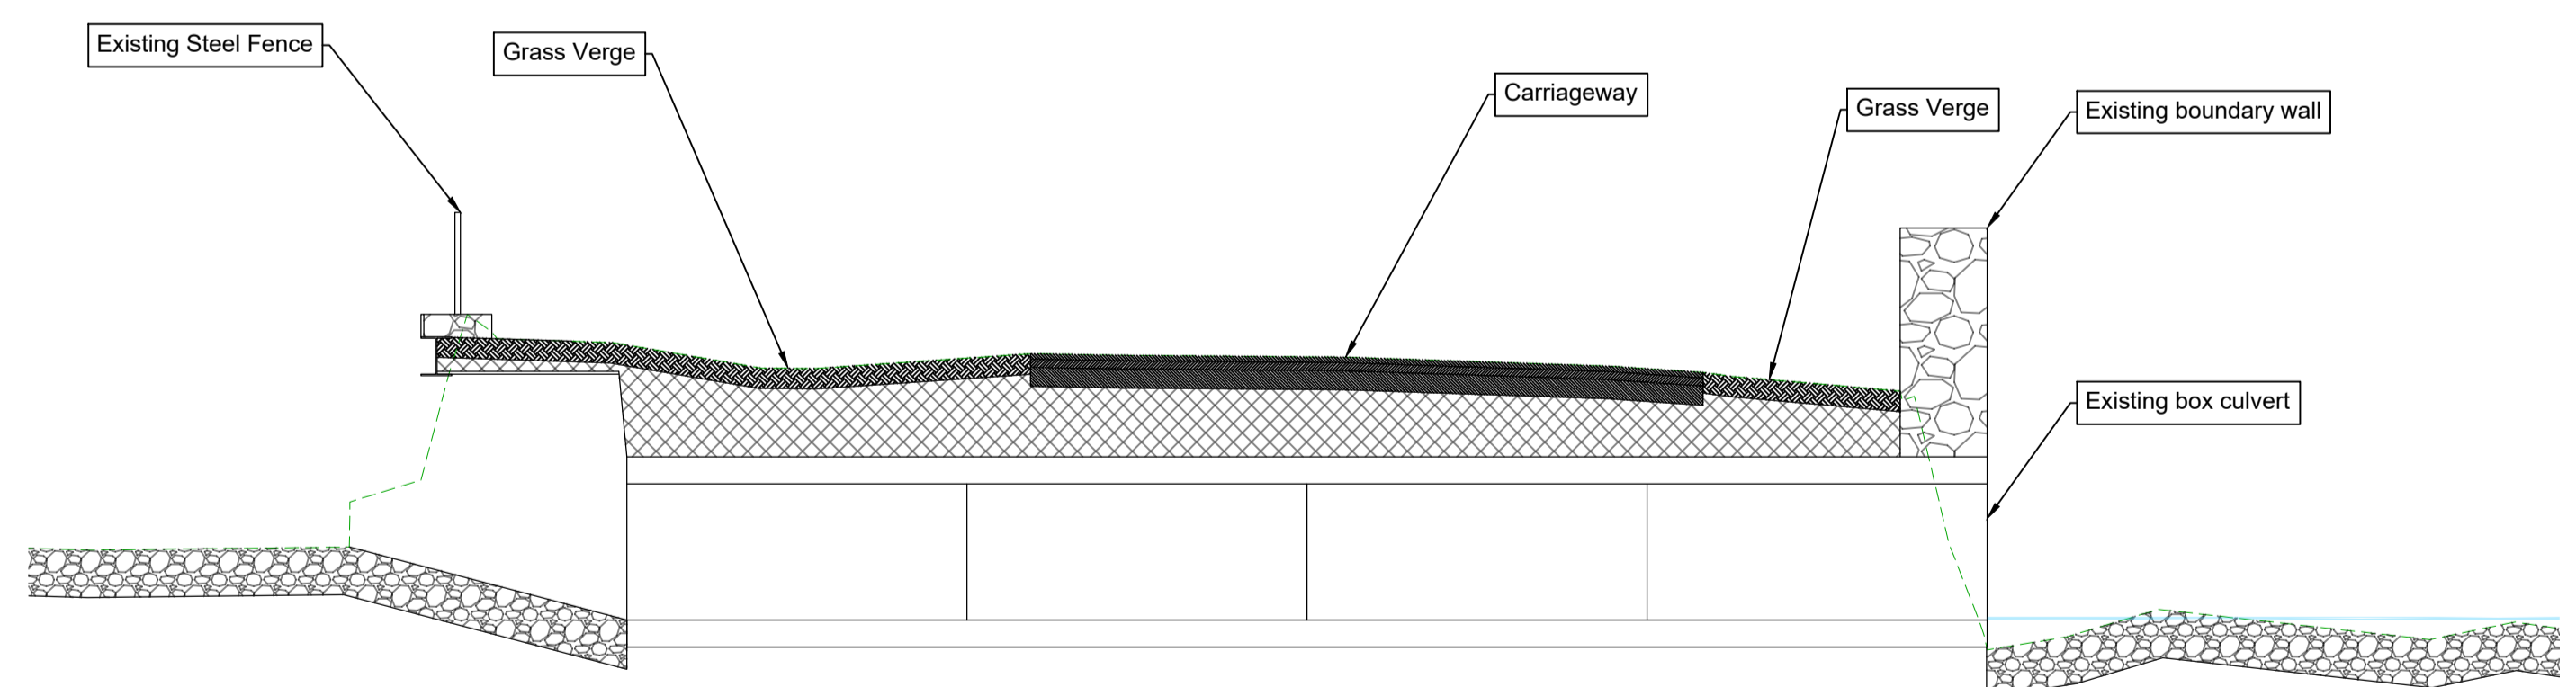 Existing Steel Fence
Grass Verge
Carriageway
Grass Verge
Existing boundary wall
Existing box culvert